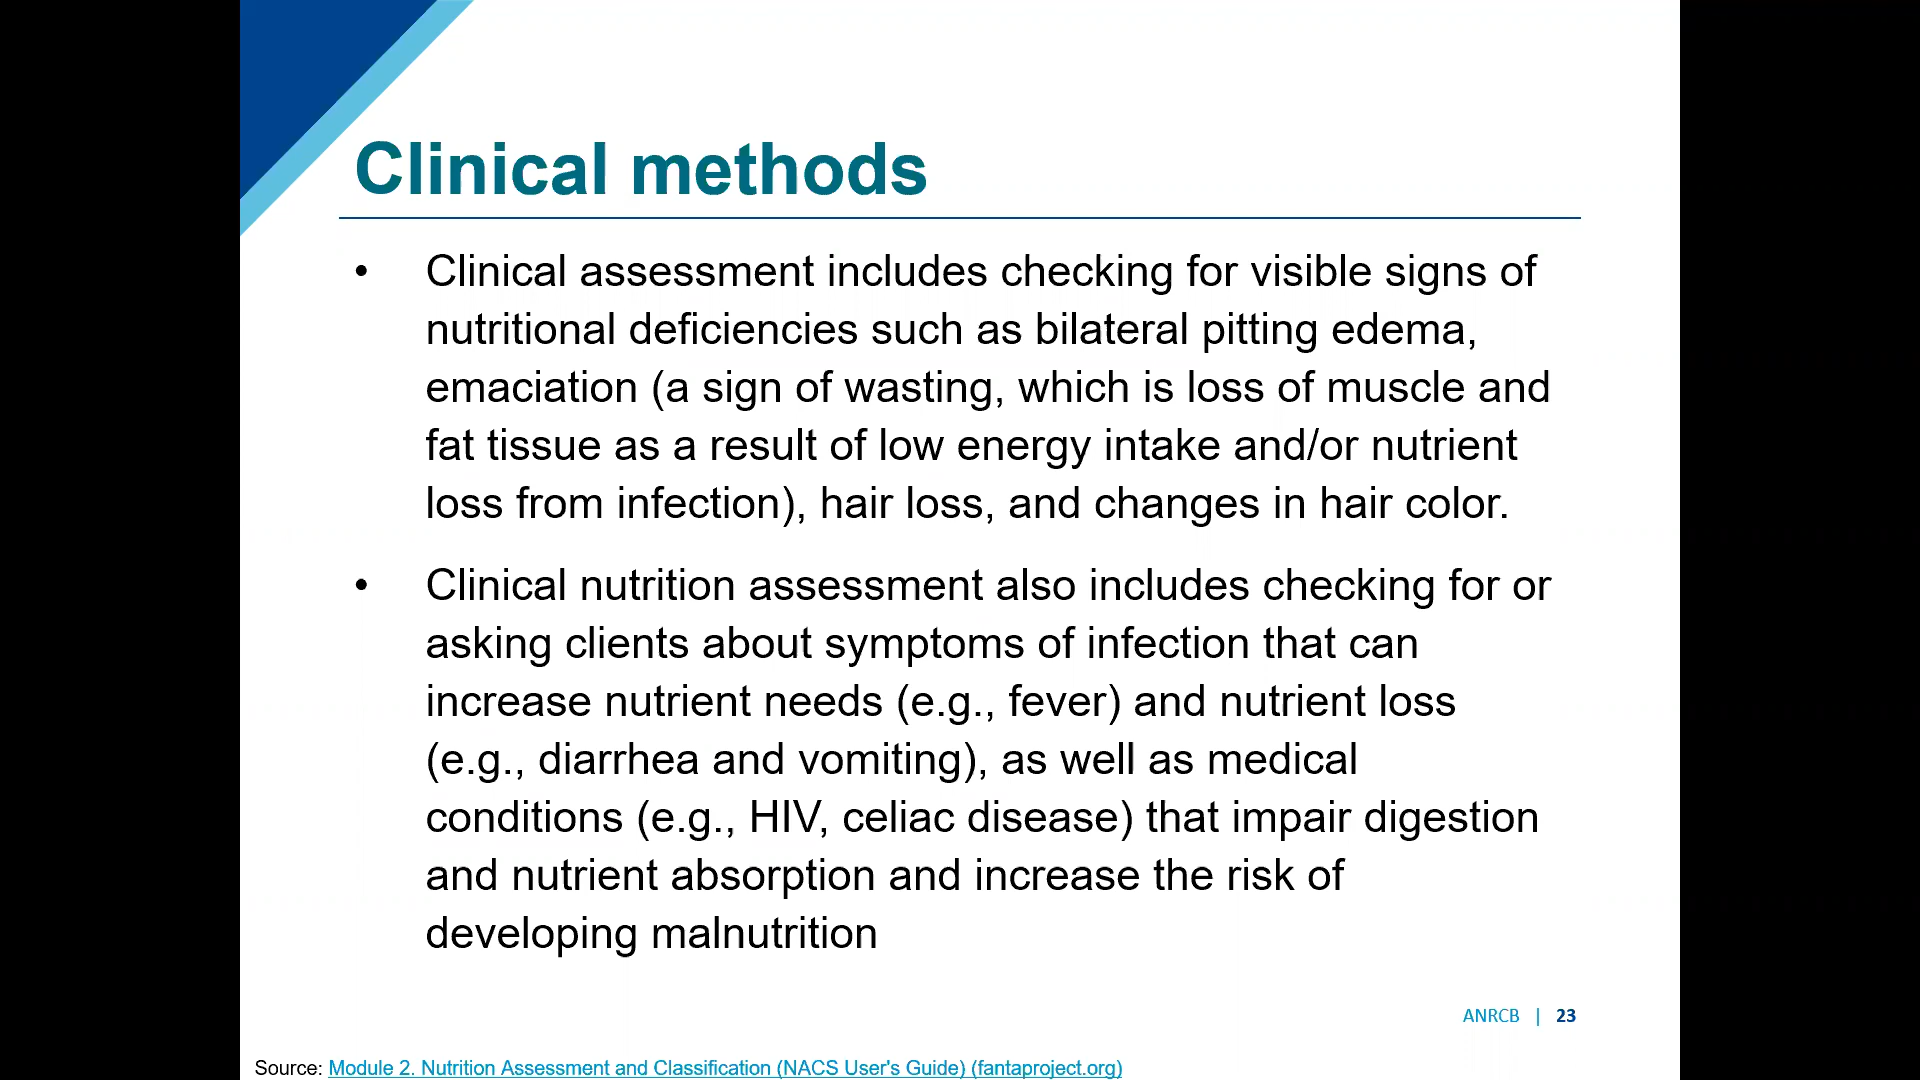 Clinical methods
• Clinical assessment includes checking for visible signs of
nutritional deficiencies such as bilateral pitting edema,
emaciation (a sign of wasting, which is loss of muscle and
fat tissue as a result of low energy intake and/or nutrient
loss from infection), hair loss, and changes in hair color.
• Clinical nutrition assessment also includes checking for or
asking clients about symptoms of infection that can
increase nutrient needs (e.g., fever) and nutrient loss
(e.g., diarrhea and vomiting), as well as medical
conditions (e.g., HIV, celiac disease) that impair digestion
and nutrient absorption and increase the risk of
developing malnutrition
ANRCB | 23
Source: Module 2. Nutrition Assessment and Classification (NACS User's Guide) (fantaproject.org)